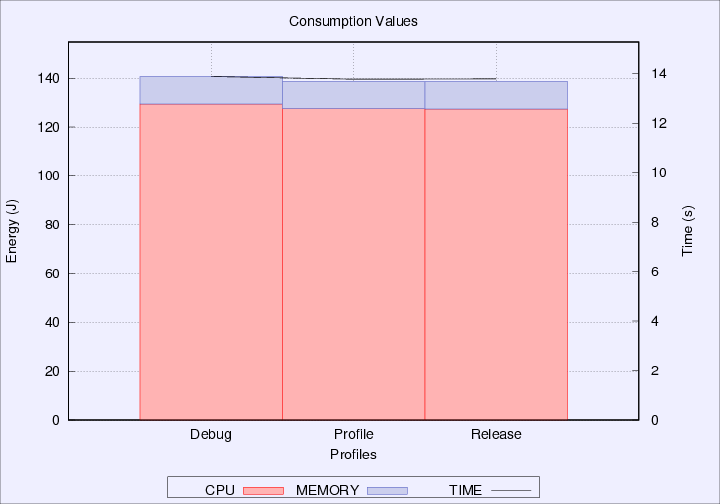 Consumption Values
140
120
100
80
60
40
20
0
Energy (J)
14
12
10
8
6
4
2
0
Time (s)
Debug Profile Release
Profiles
CPU MEMORY TIME